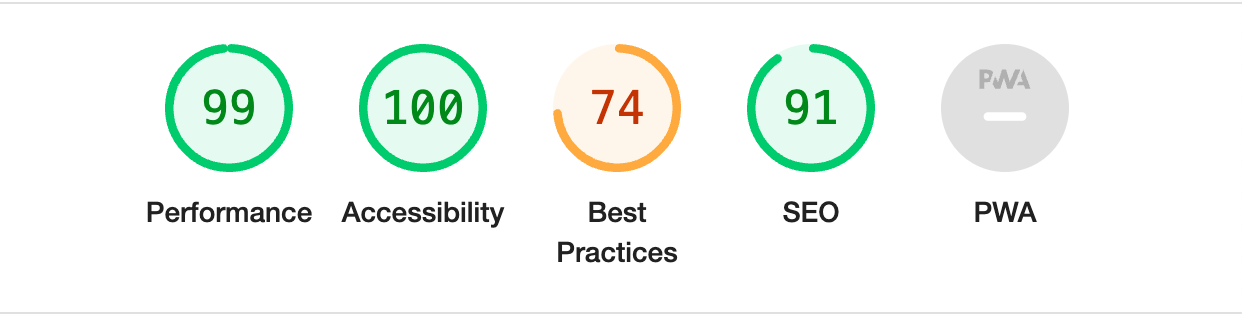 99
100
74
91
PWA
Performance
Accessibility
Best
Practices
SEO
PWA